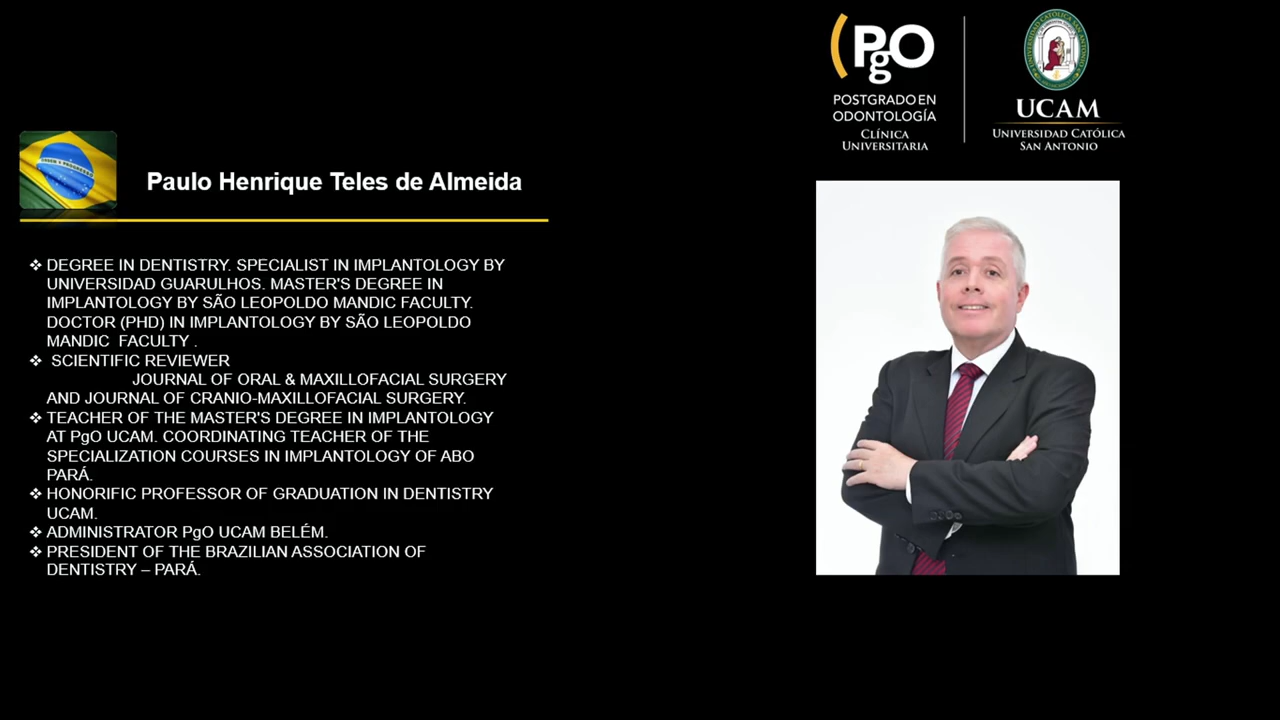 PgO
POSTGRADO EN
ODONTOLOGÍA
CLÍNICA
UNIVERSITARIA
UCAM
UNIVERSIDAD CATÓLICA
SAN ANTONIO
Paulo Henrique Teles de Almeida
❖ DEGREE IN DENTISTRY. SPECIALIST IN IMPLANTOLOGY BY
UNIVERSIDAD GUARULHOS. MASTER'S DEGREE IN
IMPLANTOLOGY BY SÃO LEOPOLDO MANDIC FACULTY.
DOCTOR (PHD) IN IMPLANTOLOGY BY SÃO LEOPOLDO
MANDIC FACULTY .
❖ SCIENTIFIC REVIEWER
JOURNAL OF ORAL & MAXILLOFACIAL SURGERY
AND JOURNAL OF CRANIO-MAXILLOFACIAL SURGERY.
❖ TEACHER OF THE MASTER'S DEGREE IN IMPLANTOLOGY
AT PgO UCAM. COORDINATING TEACHER OF THE
SPECIALIZATION COURSES IN IMPLANTOLOGY OF ABO
PARÁ.
❖ HONORIFIC PROFESSOR OF GRADUATION IN DENTISTRY
UCAM.
❖ ADMINISTRATOR PgO UCAM BELÉM.
❖ PRESIDENT OF THE BRAZILIAN ASSOCIATION OF
DENTISTRY – PARÁ.